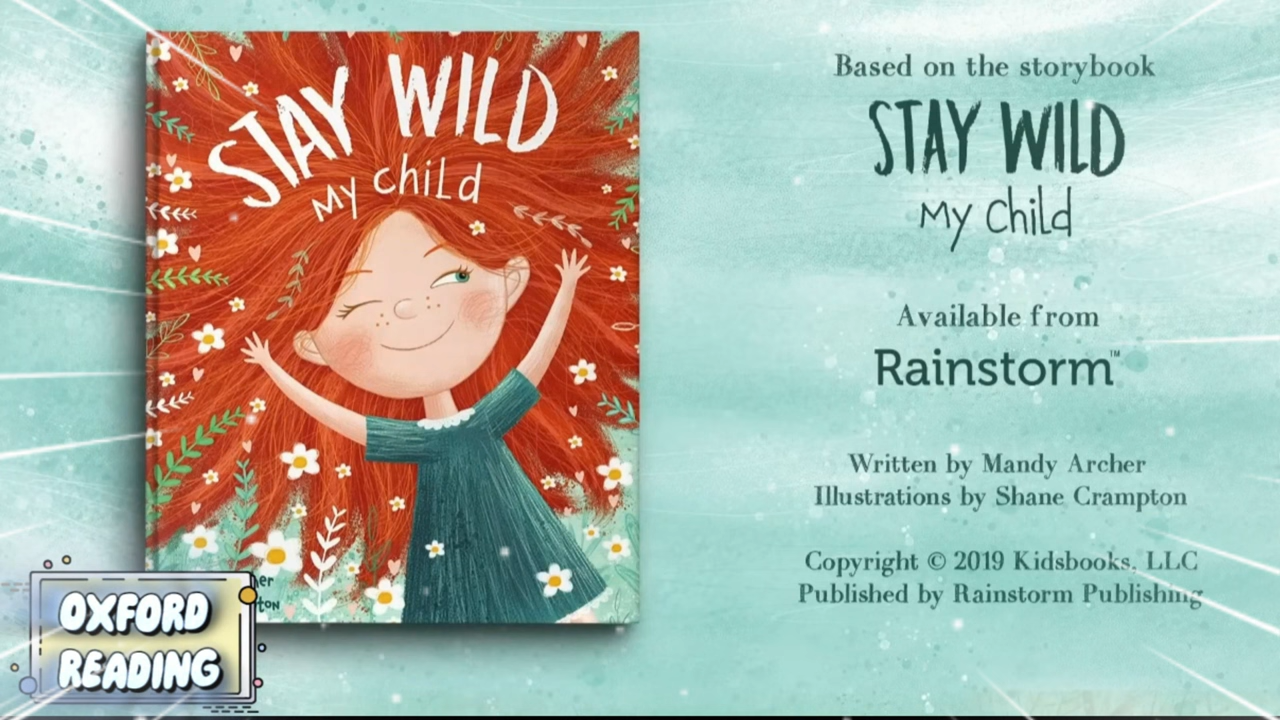 STAY WILD
My Child
Based on the storybook
STAY WILD
My Child
Available from
Rainstorm™
Written by Mandy Archer
Illustrations by Shane Crampton
Copyright © 2019 Kidsbooks, LLC
Published by Rainstorm Publishing
OXFORD
READING